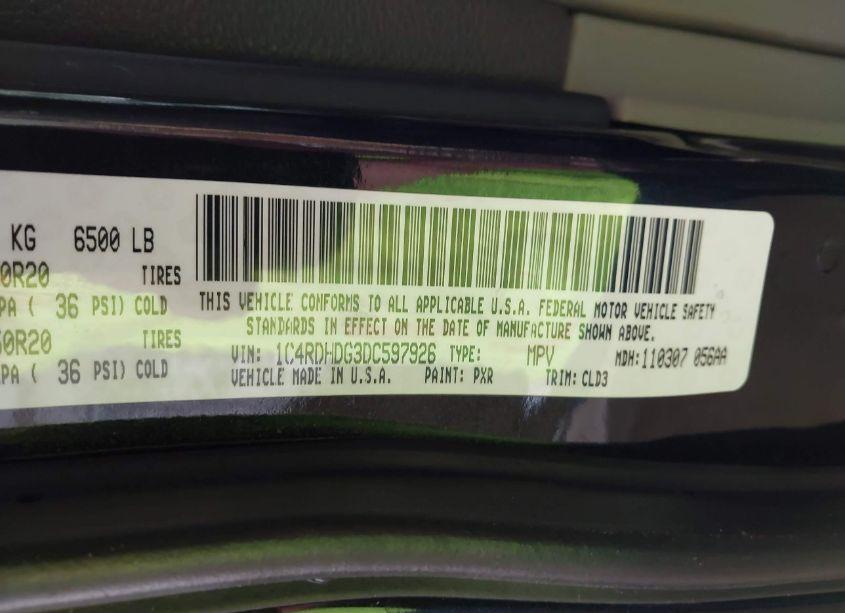 KG 6500 LB
0R20 TIRES
PA ( 36 PSI) COLD
50R20 TIRES
PA ( 36 PSI) COLD
THIS VEHICLE CONFORMS TO ALL APPLICABLE U.S.A. FEDERAL MOTOR VEHICLE SAFETY
STANDARDS IN EFFECT ON THE DATE OF MANUFACTURE SHOWN ABOVE.
VIN: 1C4RDHDG3DC597926 TYPE: MPV MDH:110307 056AA
VEHICLE MADE IN U.S.A. PAINT: PXR TRIM:CLD3